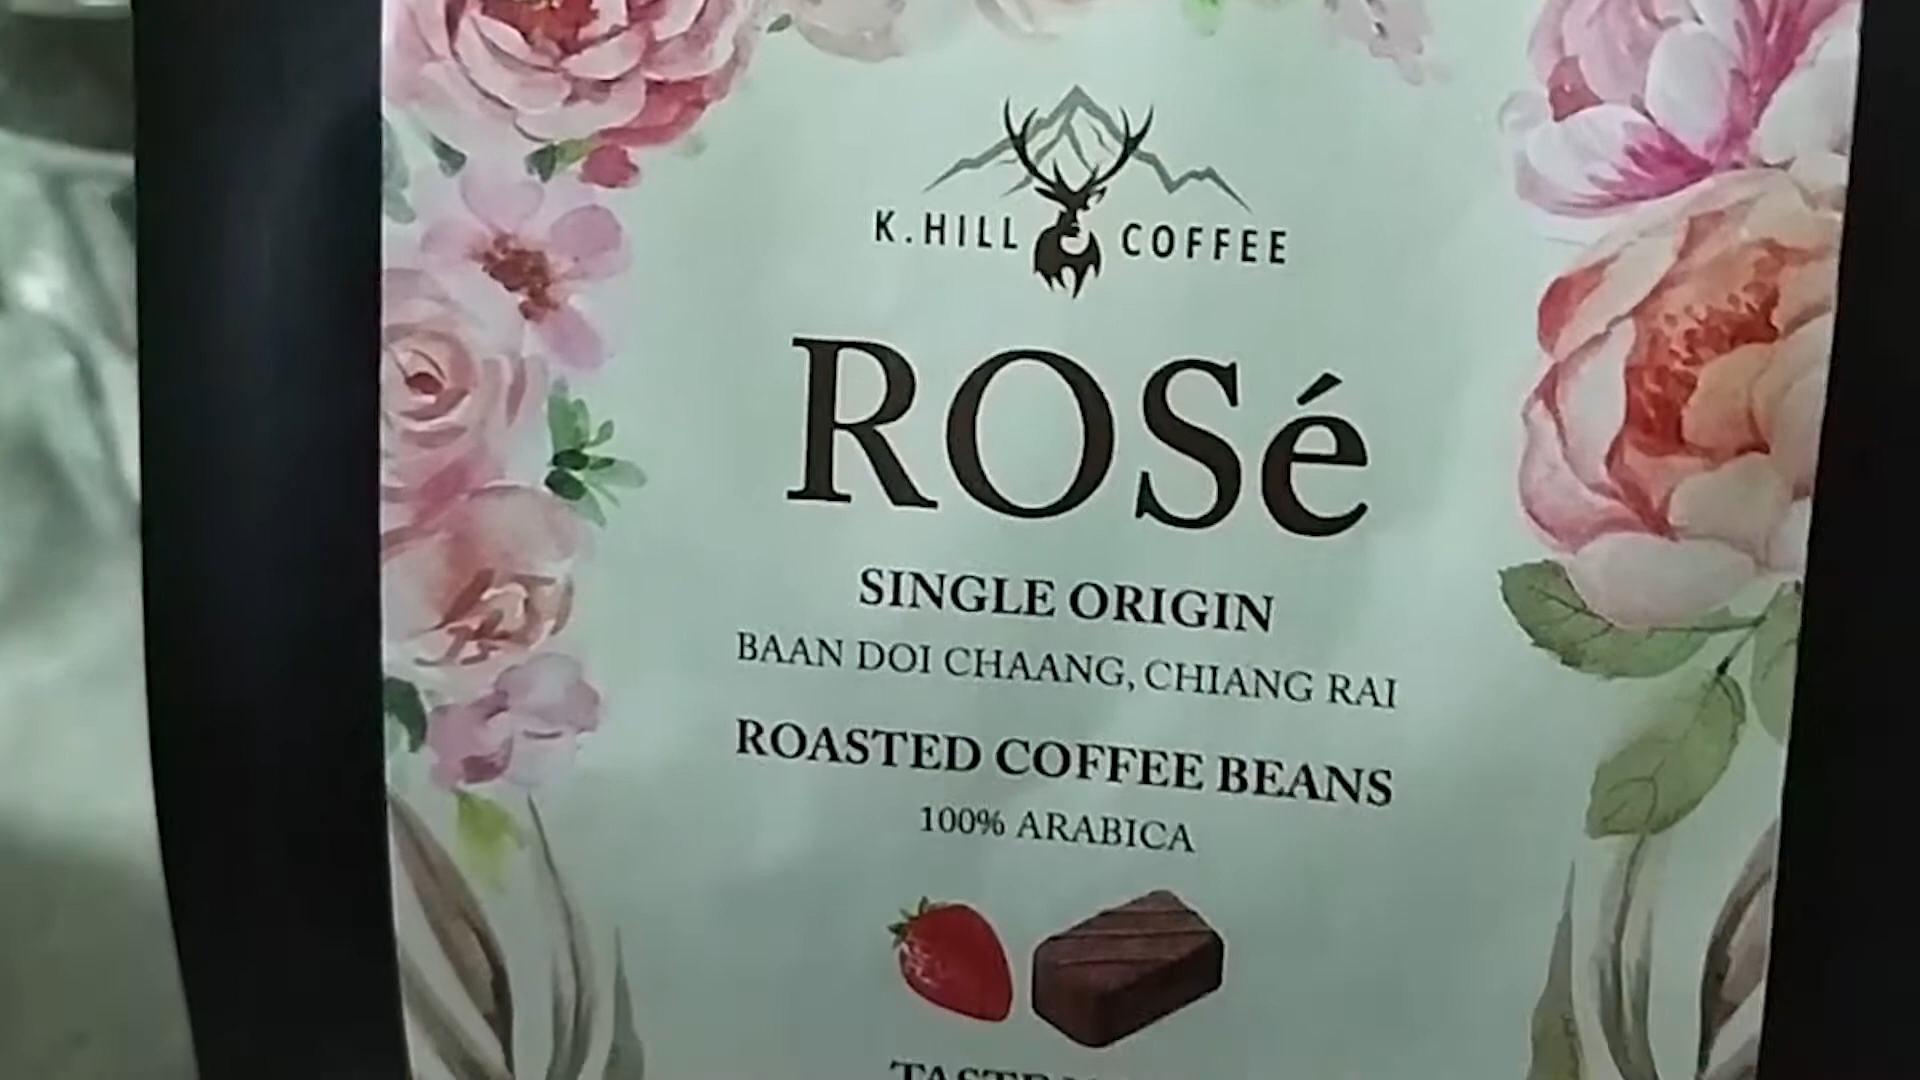 K.HILL COFFEE
ROSé
SINGLE ORIGIN
BAAN DOI CHAANG, CHIANG RAI
ROASTED COFFEE BEANS
100% ARABICA